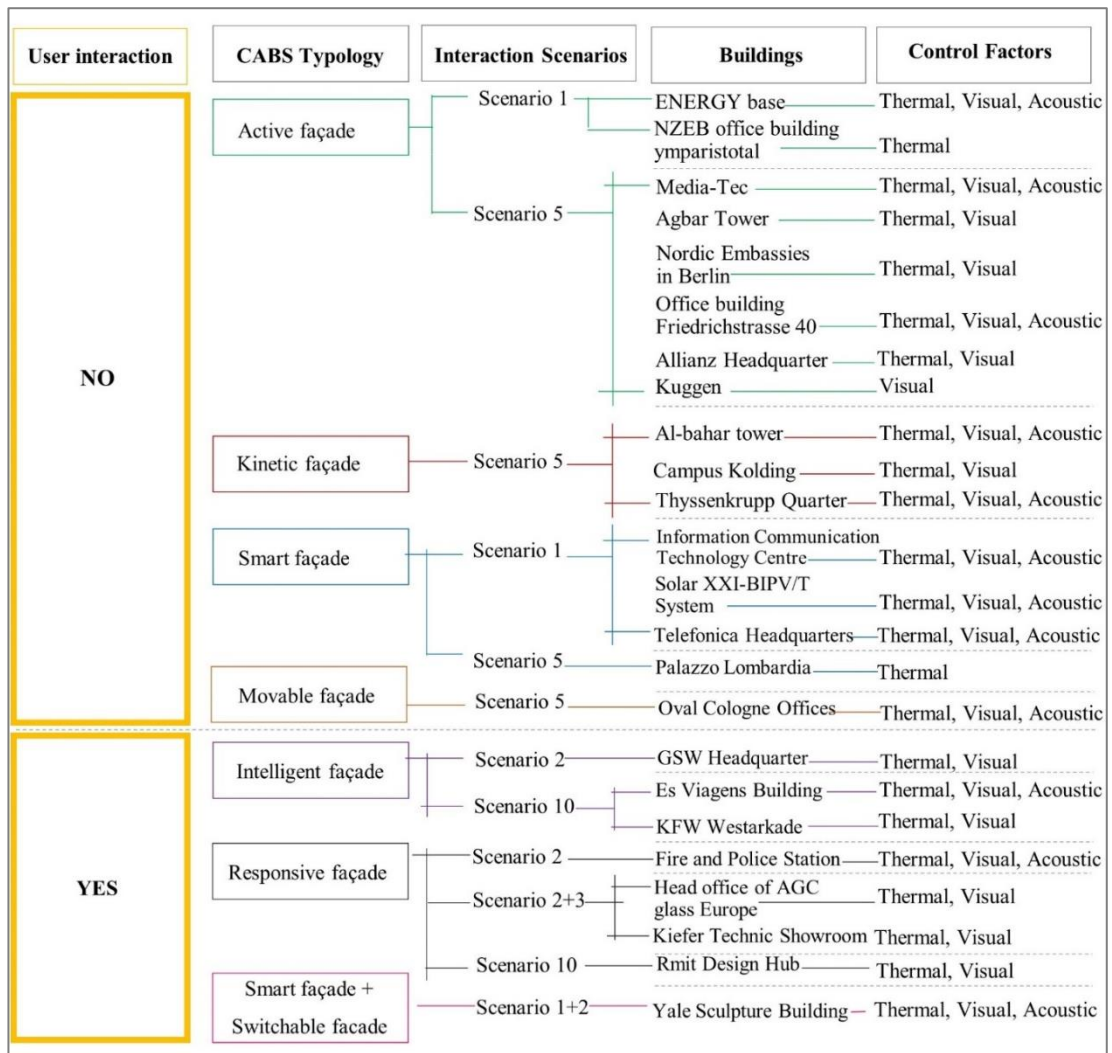 User interaction
CABS Typology
Interaction Scenarios
Buildings
Control Factors
NO
Active façade
Scenario 1
ENERGY base
Thermal, Visual, Acoustic
NZEB office building
ymparistotal
Thermal
Scenario 5
Media-Tec
Thermal, Visual, Acoustic
Agbar Tower
Thermal, Visual
Nordic Embassies
in Berlin
Thermal, Visual
Office building
Friedrichstrasse 40
Thermal, Visual, Acoustic
Allianz Headquarter
Thermal, Visual
Kuggen
Visual
Kinetic façade
Scenario 5
Al-bahar tower
Thermal, Visual, Acoustic
Campus Kolding
Thermal, Visual
Thyssenkrupp Quarter
Thermal, Visual, Acoustic
Smart façade
Scenario 1
Information Communication
Technology Centre
Thermal, Visual, Acoustic
Solar XXI-BIPV/T
System
Thermal, Visual, Acoustic
Telefonica Headquarters
Thermal, Visual, Acoustic
Scenario 5
Palazzo Lombardia
Thermal
Movable façade
Scenario 5
Oval Cologne Offices
Thermal, Visual, Acoustic
YES
Intelligent façade
Scenario 2
GSW Headquarter
Thermal, Visual
Scenario 10
Es Viagens Building
Thermal, Visual, Acoustic
KFW Westarkade
Thermal, Visual
Responsive façade
Scenario 2
Fire and Police Station
Thermal, Visual, Acoustic
Scenario 2+3
Head office of AGC
glass Europe
Thermal, Visual
Kiefer Technic Showroom
Thermal, Visual
Scenario 10
Rmit Design Hub
Thermal, Visual
Smart façade +
Switchable facade
Scenario 1+2
Yale Sculpture Building
Thermal, Visual, Acoustic